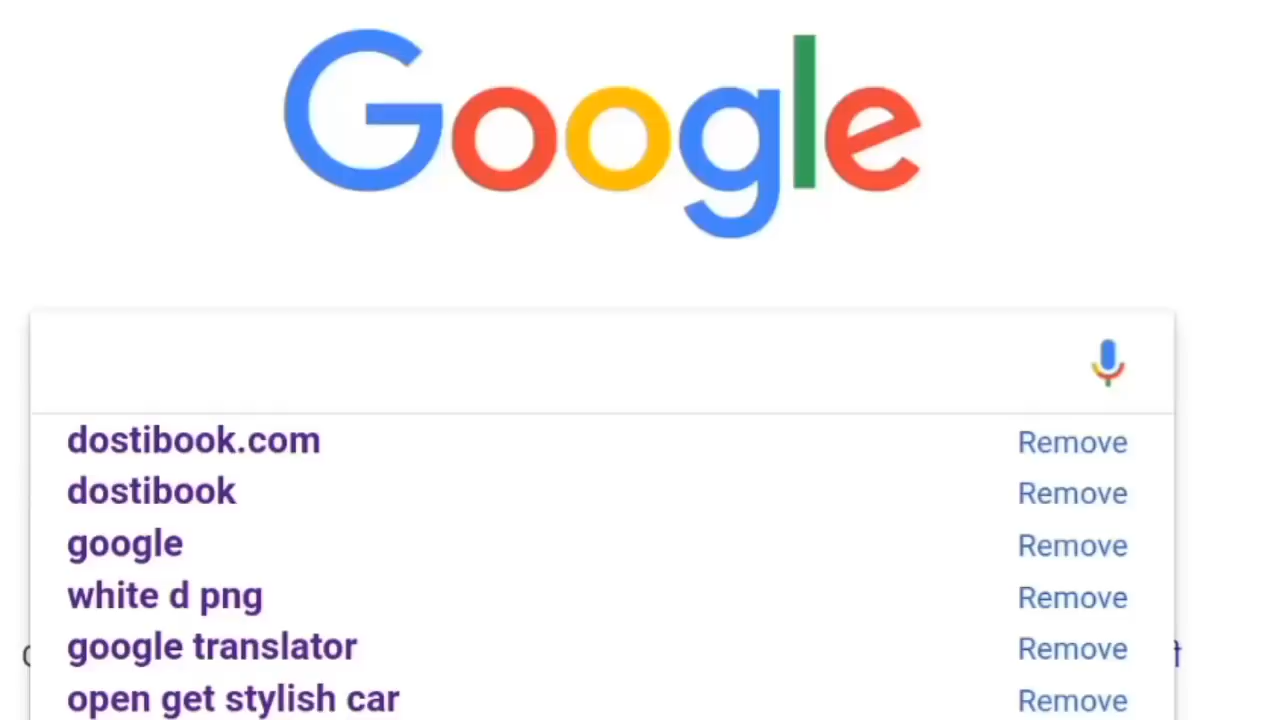 Google
dostibook.com Remove
dostibook Remove
google Remove
white d png Remove
google translator Remove
open get stylish car Remove